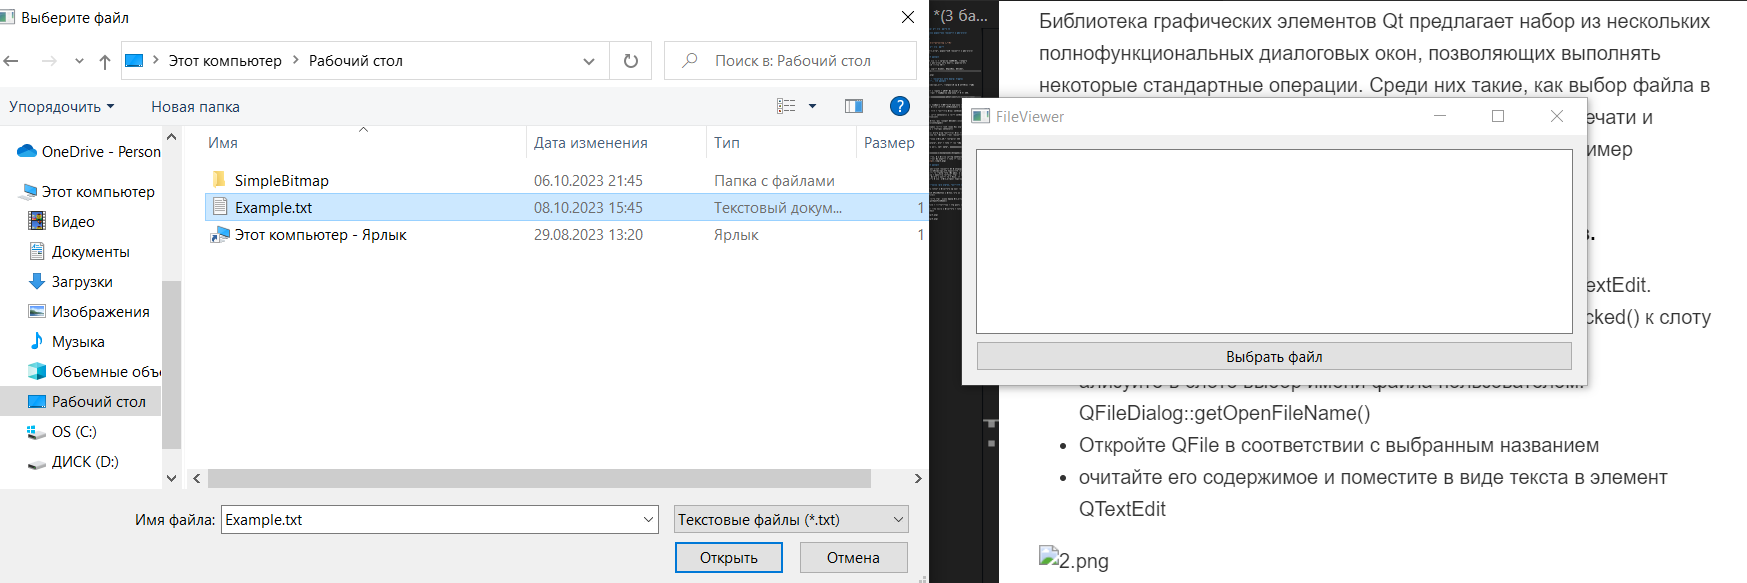 Выберите файл
Этот компьютер
Рабочий стол
Поиск в: Рабочий стол
Упорядочить
Новая папка
?
Имя
Дата изменения
Тип
Размер
OneDrive - Person
Этот компьютер
Видео
Документы
Загрузки
Изображения
Музыка
Объемные объ
Рабочий стол
OS (C:)
ДИСК (D:)
SimpleBitmap
06.10.2023 21:45
Папка с файлами
Example.txt
08.10.2023 15:45
Текстовый докум...
1
Этот компьютер - Ярлык
29.08.2023 13:20
Ярлык
1
Имя файла:
Example.txt
Текстовые файлы (*.txt)
Открыть
Отмена
*(3 ба...
Библиотека графических элементов Qt предлагает набор из нескольких
полнофункциональных диалоговых окон, позволяющих выполнять
некоторые стандартные операции. Среди них такие, как выбор файла в
ечати и
имер
в.
extEdit.
cked() к слоту
FileViewer
Выбрать файл
ализуйте в слоте выбор имени файла пользователем:
QFileDialog::getOpenFileName()
• Откройте QFile в соответствии с выбранным названием
• очитайте его содержимое и поместите в виде текста в элемент
QTextEdit
2.png